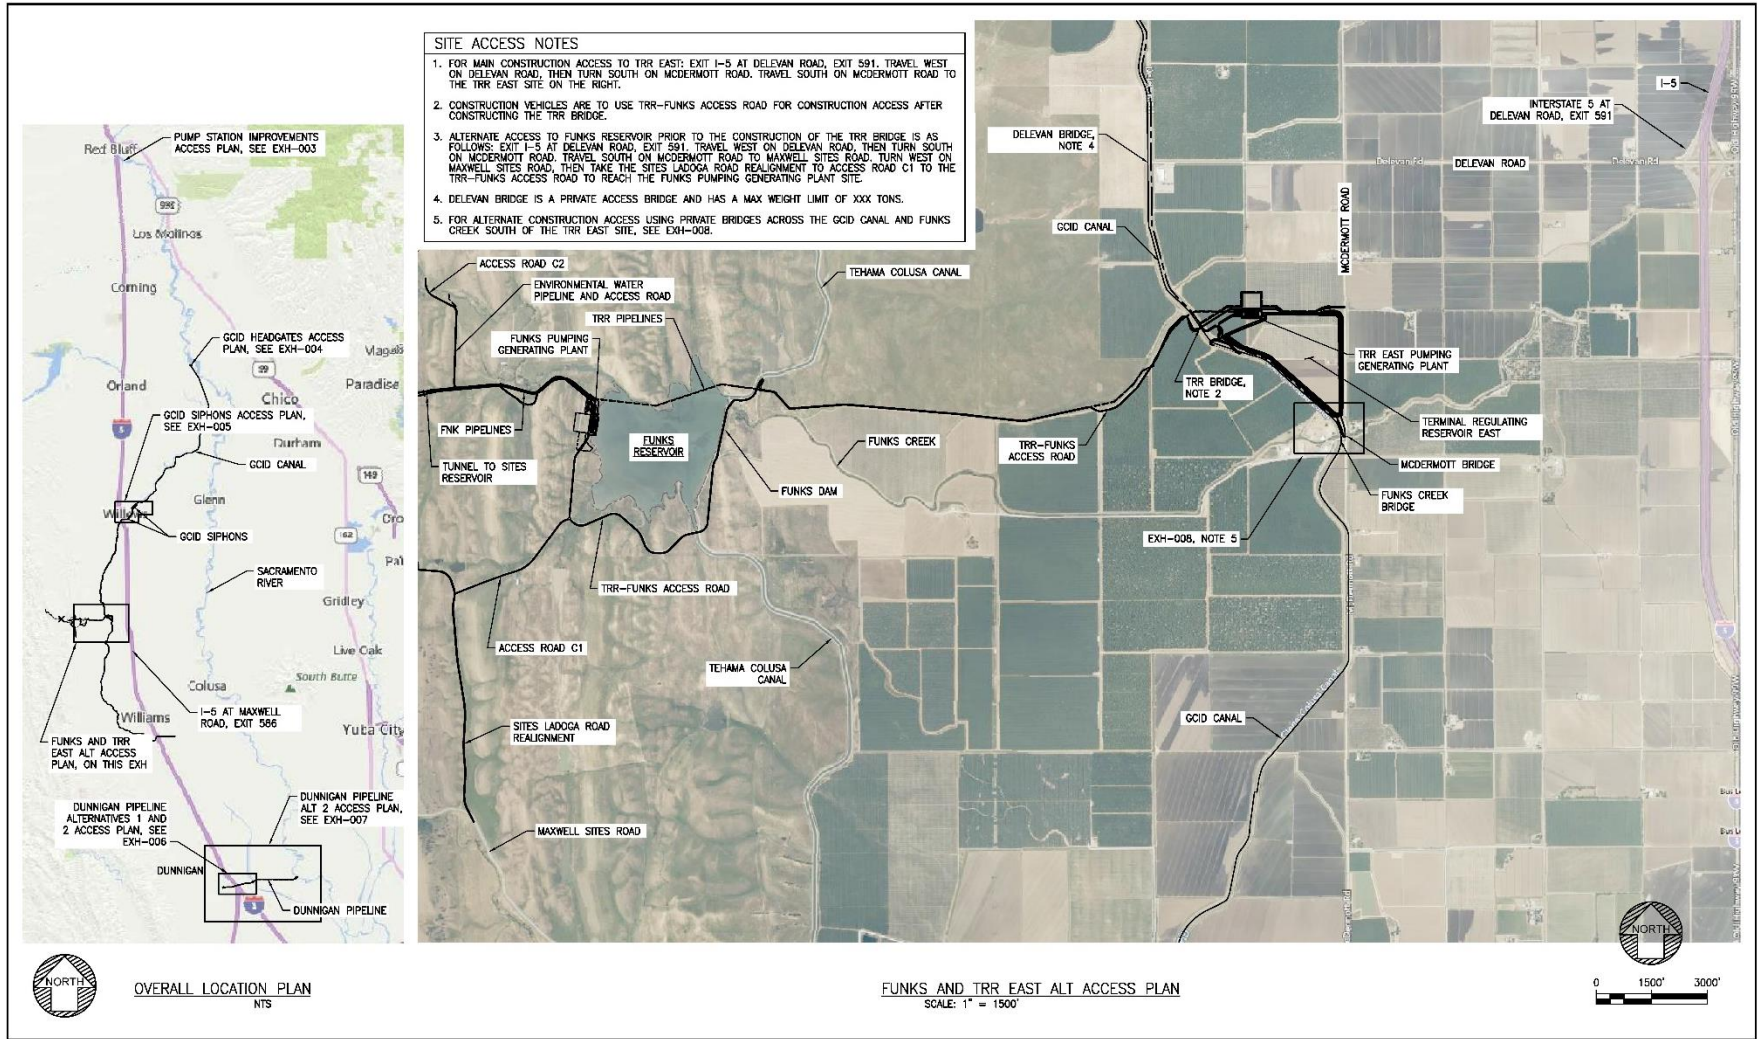 SITE ACCESS NOTES
1. FOR MAIN CONSTRUCTION ACCESS TO TRR EAST: EXIT I-5 AT DELEVAN ROAD, EXIT 591. TRAVEL WEST
ON DELEVAN ROAD, THEN TURN SOUTH ON MCDERMOTT ROAD. TRAVEL SOUTH ON MCDERMOTT ROAD TO
THE TRR EAST SITE ON THE RIGHT.
2. CONSTRUCTION VEHICLES ARE TO USE TRR-FUNKS ACCESS ROAD FOR CONSTRUCTION ACCESS AFTER
CONSTRUCTING THE TRR BRIDGE.
3. ALTERNATE ACCESS TO FUNKS RESERVOIR PRIOR TO THE CONSTRUCTION OF THE TRR BRIDGE IS AS
FOLLOWS: EXIT I-5 AT DELEVAN ROAD, EXIT 591. TRAVEL WEST ON DELEVAN ROAD, THEN TURN SOUTH
ON MCDERMOTT ROAD. TRAVEL SOUTH ON MCDERMOTT ROAD TO MAXWELL SITES ROAD. TURN WEST ON
MAXWELL SITES ROAD, THEN TAKE THE SITES LADOGA ROAD REALIGNMENT TO ACCESS ROAD C1 TO THE
TRR-FUNKS ACCESS ROAD TO REACH THE FUNKS PUMPING GENERATING PLANT SITE.
4. DELEVAN BRIDGE IS A PRIVATE ACCESS BRIDGE AND HAS A MAX WEIGHT LIMIT OF XXX TONS.
5. FOR ALTERNATE CONSTRUCTION ACCESS USING PRIVATE BRIDGES ACROSS THE GCID CANAL AND FUNKS
CREEK SOUTH OF THE TRR EAST SITE, SEE EXH-008.
Red Bluff
PUMP STATION IMPROVEMENTS
ACCESS PLAN, SEE EXH-003
Los Molinos
Corning
GCID HEADGATES ACCESS
PLAN, SEE EXH-004
99
Orland
Paradise
Chico
GCID SIPHONS ACCESS PLAN,
SEE EXH-005
5
Durham
GCID CANAL
149
Glenn
Willows
GCID SIPHONS
162
SACRAMENTO
RIVER
Gridley
Live Oak
South Butte
Colusa
I-5 AT MAXWELL
ROAD, EXIT 586
Williams
Yuba City
FUNKS AND TRR
EAST ALT ACCESS
PLAN, ON THIS EXH
DUNNIGAN PIPELINE
ALT 2 ACCESS PLAN,
SEE EXH-007
DUNNIGAN PIPELINE
ALTERNATIVES 1 AND
2 ACCESS PLAN, SEE
EXH-006
DUNNIGAN
5
DUNNIGAN PIPELINE
NORTH
OVERALL LOCATION PLAN
NTS
I-5
INTERSTATE 5 AT
DELEVAN ROAD, EXIT 591
DELEVAN BRIDGE,
NOTE 4
Delevan Rd
DELEVAN ROAD
Delevan Rd
MCDERMOTT ROAD
GCID CANAL
ACCESS ROAD C2
TEHAMA COLUSA CANAL
ENVIRONMENTAL WATER
PIPELINE AND ACCESS ROAD
TRR PIPELINES
FUNKS PUMPING
GENERATING PLANT
TRR EAST PUMPING
GENERATING PLANT
TRR BRIDGE,
NOTE 2
TERMINAL REGULATING
RESERVOIR EAST
FNK PIPELINES
FUNKS
RESERVOIR
FUNKS CREEK
TRR-FUNKS
ACCESS ROAD
MCDERMOTT BRIDGE
TUNNEL TO SITES
RESERVOIR
FUNKS DAM
FUNKS CREEK
BRIDGE
EXH-008, NOTE 5
TRR-FUNKS ACCESS ROAD
ACCESS ROAD C1
TEHAMA COLUSA
CANAL
5
SITES LADOGA ROAD
REALIGNMENT
GCID CANAL
MAXWELL SITES ROAD
NORTH
FUNKS AND TRR EAST ALT ACCESS PLAN
SCALE: 1" = 1500'
0 1500' 3000'